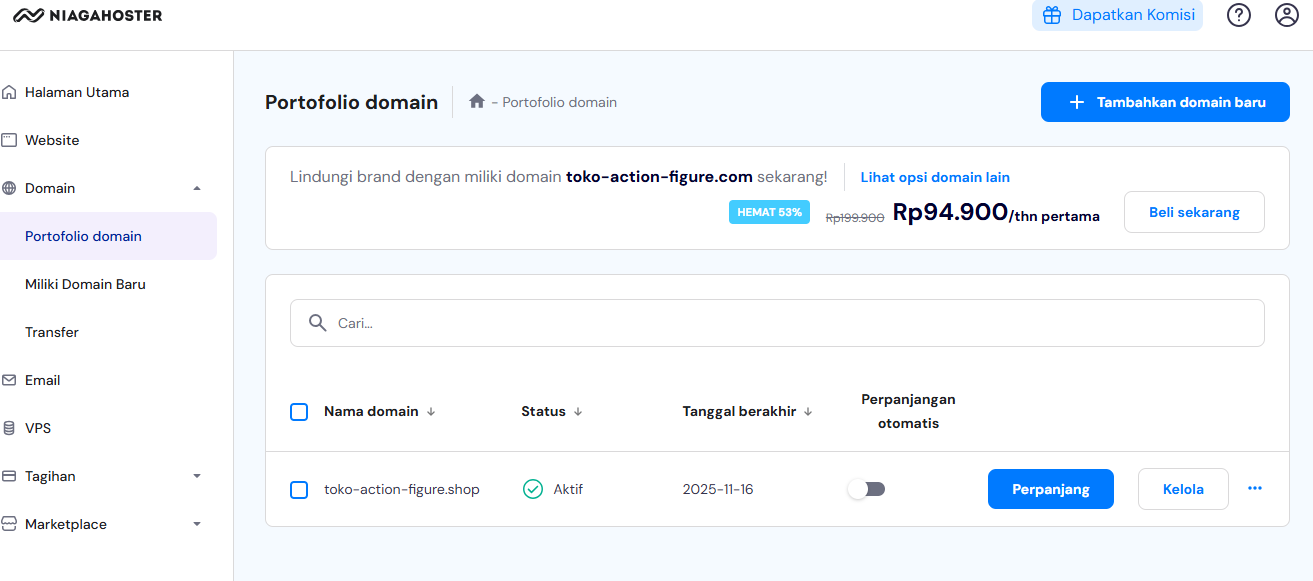 NIAGAHOSTER
Dapatkan Komisi
Halaman Utama
Website
Domain
Portofolio domain
Miliki Domain Baru
Transfer
Email
VPS
Tagihan
Marketplace
Portofolio domain
– Portofolio domain
Tambahkan domain baru
Lindungi brand dengan miliki domain toko-action-figure.com sekarang!
Lihat opsi domain lain
HEMAT 53%
Rp199.900
Rp94.900/thn pertama
Beli sekarang
Cari...
Nama domain
Status
Tanggal berakhir
Perpanjangan
otomatis
toko-action-figure.shop
Aktif
2025-11-16
Perpanjang
Kelola